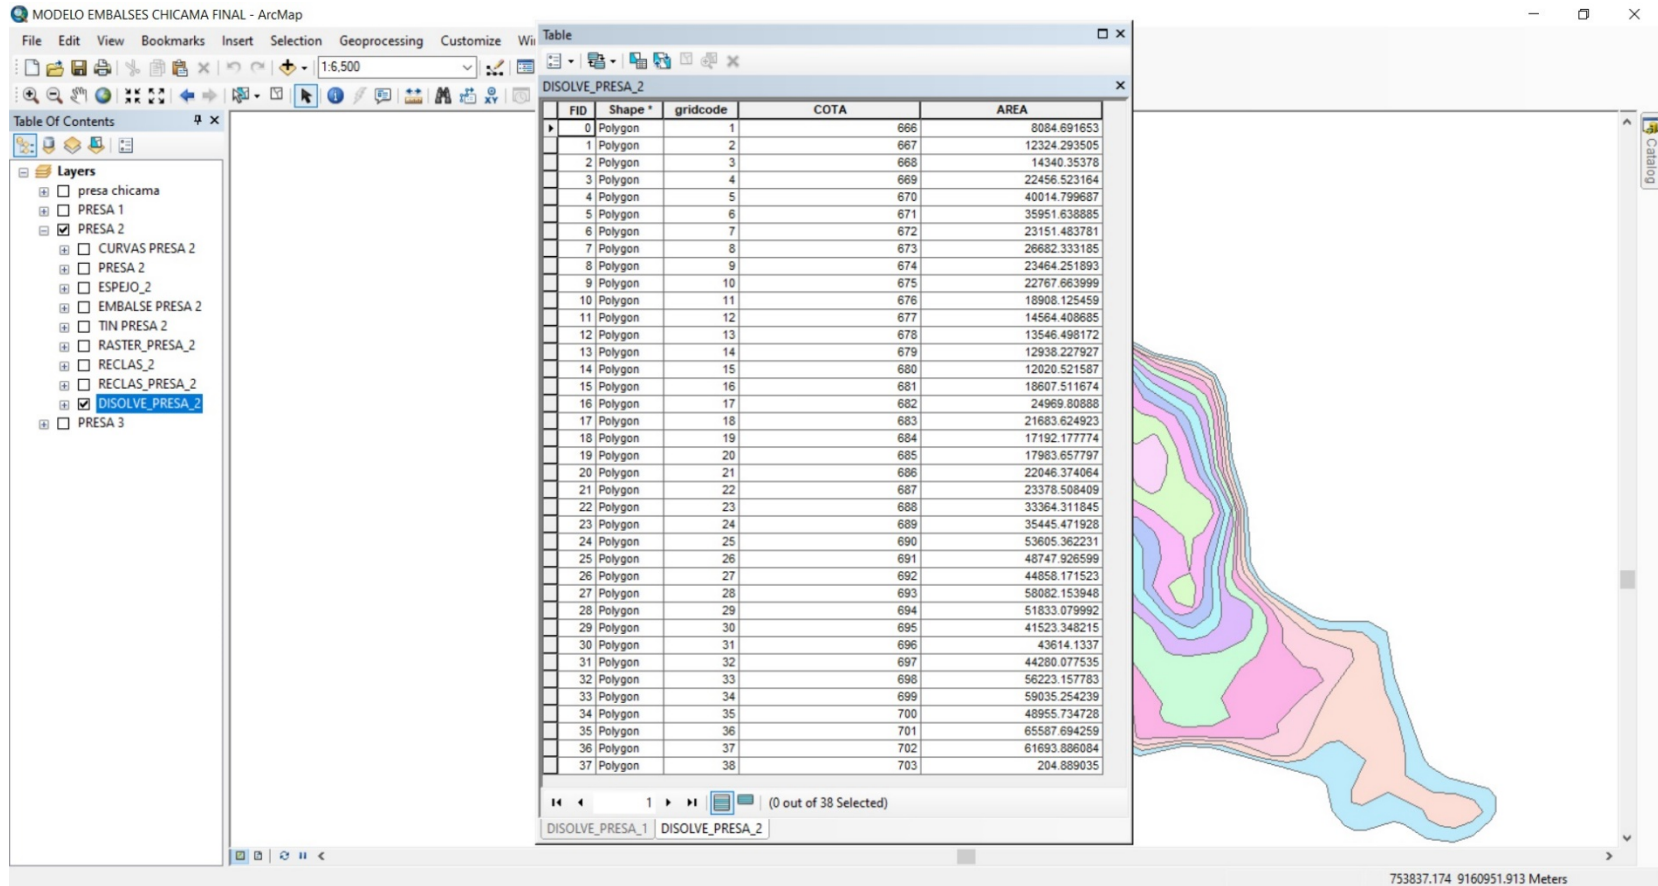 MODELO EMBALSES CHICAMA FINAL - ArcMap
File Edit View Bookmarks Insert Selection Geoprocessing Customize Wi
1:6,500
Table Of Contents
Layers
presa chicama
PRESA 1
PRESA 2
CURVAS PRESA 2
PRESA 2
ESPEJO_2
EMBALSE PRESA 2
TIN PRESA 2
RASTER_PRESA_2
RECLAS_2
RECLAS_PRESA_2
DISOLVE_PRESA_2
PRESA 3
Table
DISOLVE_PRESA_2
FID Shape * gridcode COTA AREA
0 Polygon 1 666 8084.691653
1 Polygon 2 667 12324.293505
2 Polygon 3 668 14340.35378
3 Polygon 4 669 22456.523164
4 Polygon 5 670 40014.799687
5 Polygon 6 671 35951.638885
6 Polygon 7 672 23151.483781
7 Polygon 8 673 26682.333185
8 Polygon 9 674 23464.251893
9 Polygon 10 675 22767.663999
10 Polygon 11 676 18908.125459
11 Polygon 12 677 14564.408685
12 Polygon 13 678 13546.498172
13 Polygon 14 679 12938.227927
14 Polygon 15 680 12020.521587
15 Polygon 16 681 18607.511674
16 Polygon 17 682 24969.80888
17 Polygon 18 683 21683.624923
18 Polygon 19 684 17192.177774
19 Polygon 20 685 17983.657797
20 Polygon 21 686 22046.374064
21 Polygon 22 687 23378.508409
22 Polygon 23 688 33364.311845
23 Polygon 24 689 35445.471928
24 Polygon 25 690 53605.362231
25 Polygon 26 691 48747.926599
26 Polygon 27 692 44858.171523
27 Polygon 28 693 58082.153948
28 Polygon 29 694 51833.079992
29 Polygon 30 695 41523.348215
30 Polygon 31 696 43614.1337
31 Polygon 32 697 44280.077535
32 Polygon 33 698 56223.157783
33 Polygon 34 699 59035.254239
34 Polygon 35 700 48955.734728
35 Polygon 36 701 65587.694259
36 Polygon 37 702 61693.886084
37 Polygon 38 703 204.889035
1 (0 out of 38 Selected)
DISOLVE_PRESA_1 DISOLVE_PRESA_2
Catalog
753837.174 9160951.913 Meters